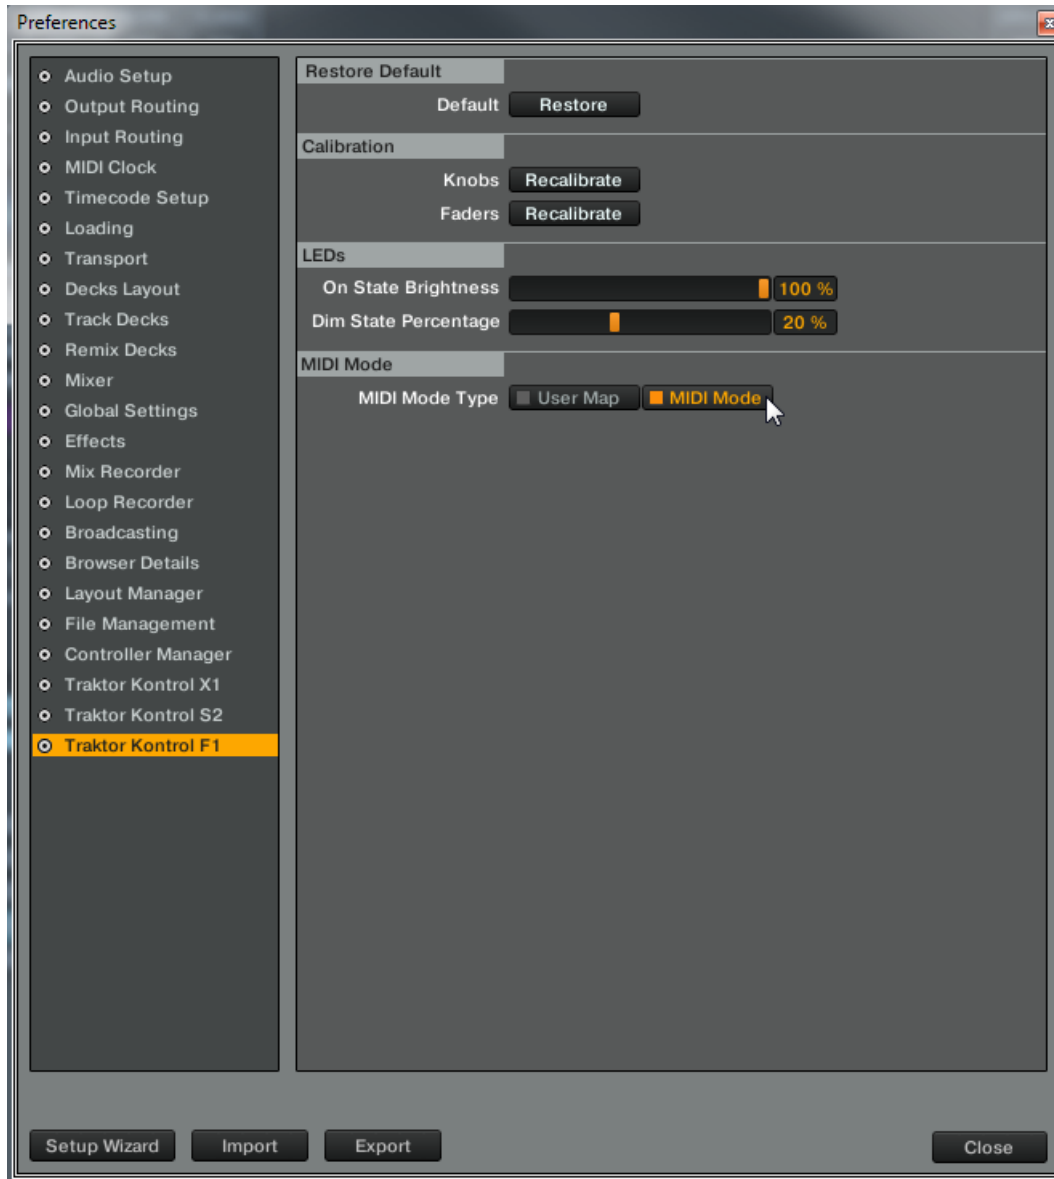 Preferences
Audio Setup
Output Routing
Input Routing
MIDI Clock
Timecode Setup
Loading
Transport
Decks Layout
Track Decks
Remix Decks
Mixer
Global Settings
Effects
Mix Recorder
Loop Recorder
Broadcasting
Browser Details
Layout Manager
File Management
Controller Manager
Traktor Kontrol X1
Traktor Kontrol S2
Traktor Kontrol F1
Restore Default
Default Restore
Calibration
Knobs Recalibrate
Faders Recalibrate
LEDs
On State Brightness 100 %
Dim State Percentage 20 %
MIDI Mode
MIDI Mode Type User Map MIDI Mode
Setup Wizard Import Export Close